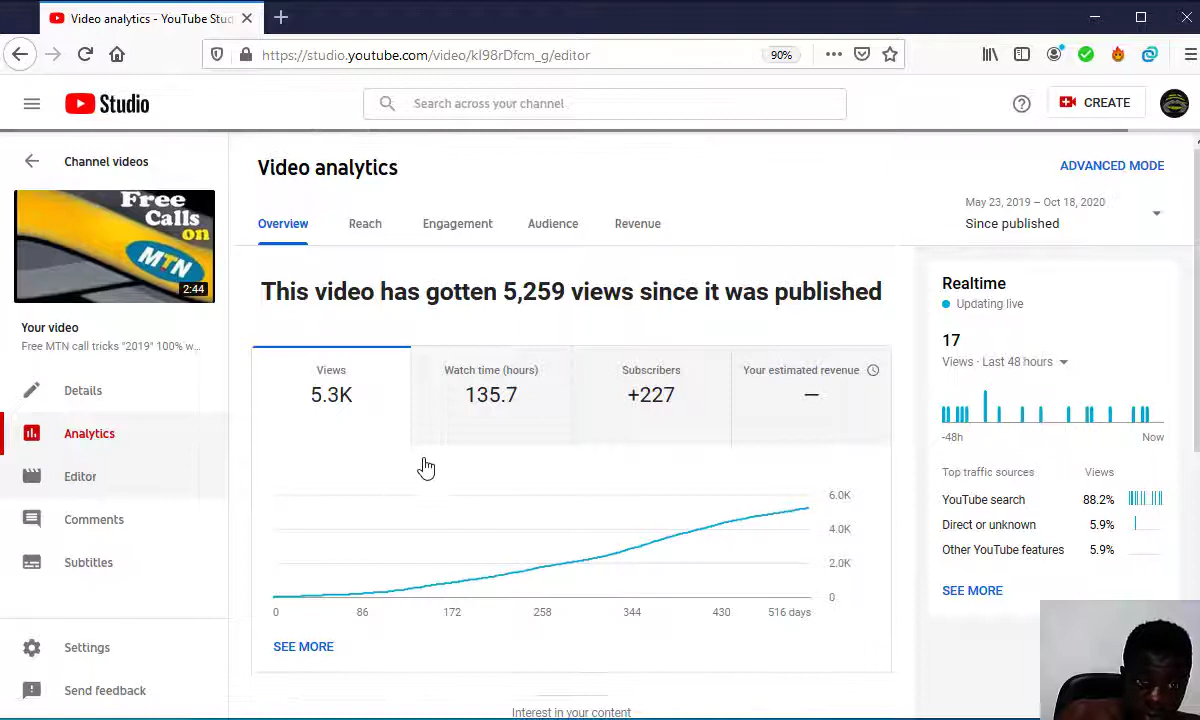 Video analytics - YouTube Stuc
https://studio.youtube.com/video/kI98rDfcm_g/editor
90%
Studio
Search across your channel
CREATE
Channel videos
Free
Calls
on
MTN
2:44
Your video
Free MTN call tricks "2019" 100% w...
Details
Analytics
Editor
Comments
Subtitles
Settings
Send feedback
Video analytics
ADVANCED MODE
May 23, 2019 – Oct 18, 2020
Since published
Overview Reach Engagement Audience Revenue
This video has gotten 5,259 views since it was published
Views Watch time (hours) Subscribers Your estimated revenue
5.3K 135.7 +227 —
6.0K
4.0K
2.0K
0
0 86 172 258 344 430 516 days
SEE MORE
Interest in your content
Realtime
Updating live
17
Views · Last 48 hours
-48h Now
Top traffic sources Views
YouTube search 88.2%
Direct or unknown 5.9%
Other YouTube features 5.9%
SEE MORE